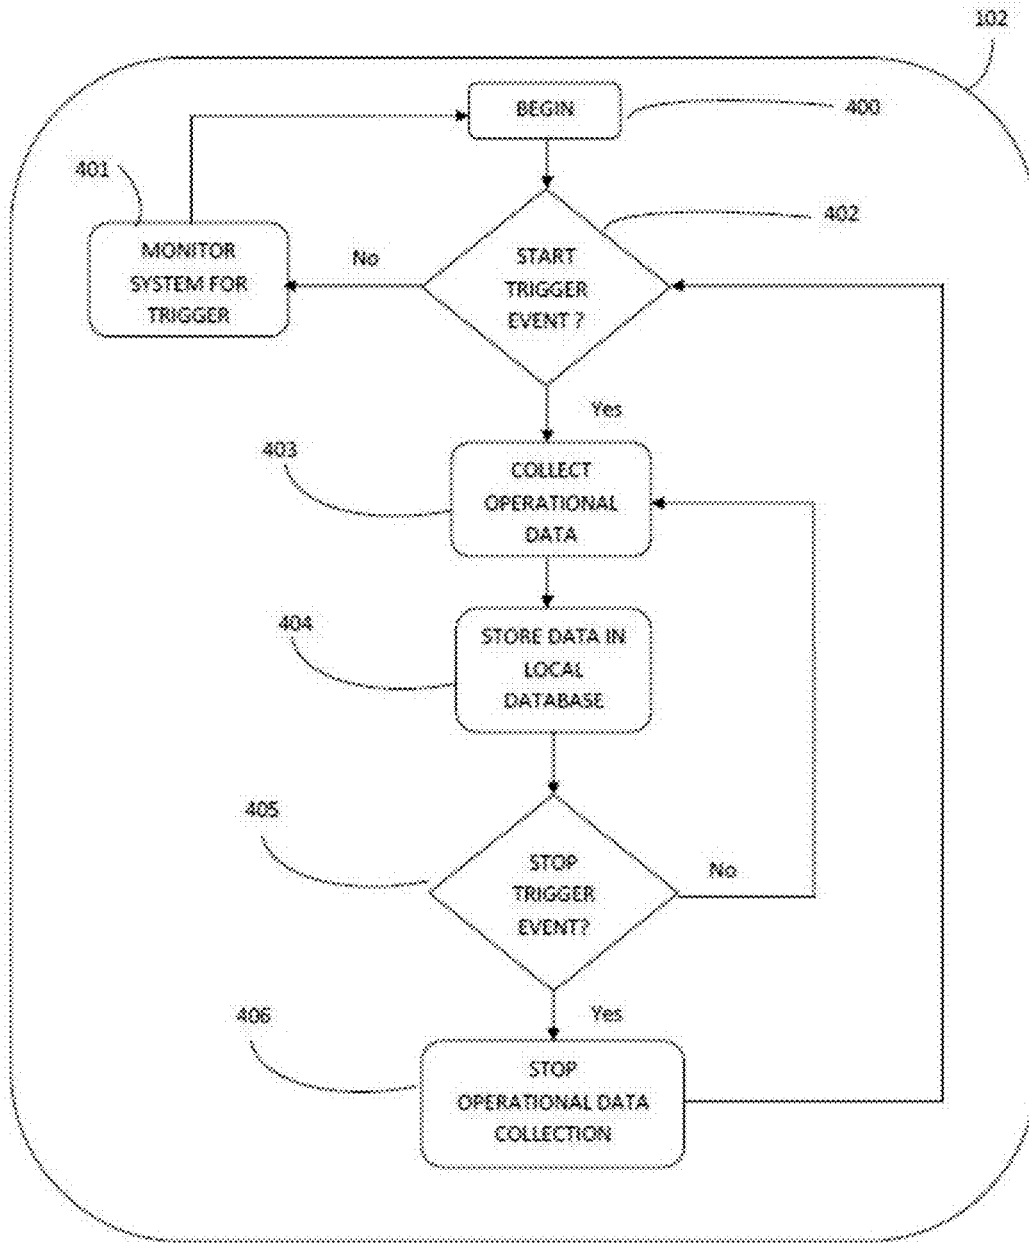 102
BEGIN
400
401
402
MONITOR
SYSTEM FOR
TRIGGER
No
START
TRIGGER
EVENT ?
Yes
403
COLLECT
OPERATIONAL
DATA
404
STORE DATA IN
LOCAL
DATABASE
405
STOP
TRIGGER
EVENT?
No
Yes
406
STOP
OPERATIONAL DATA
COLLECTION